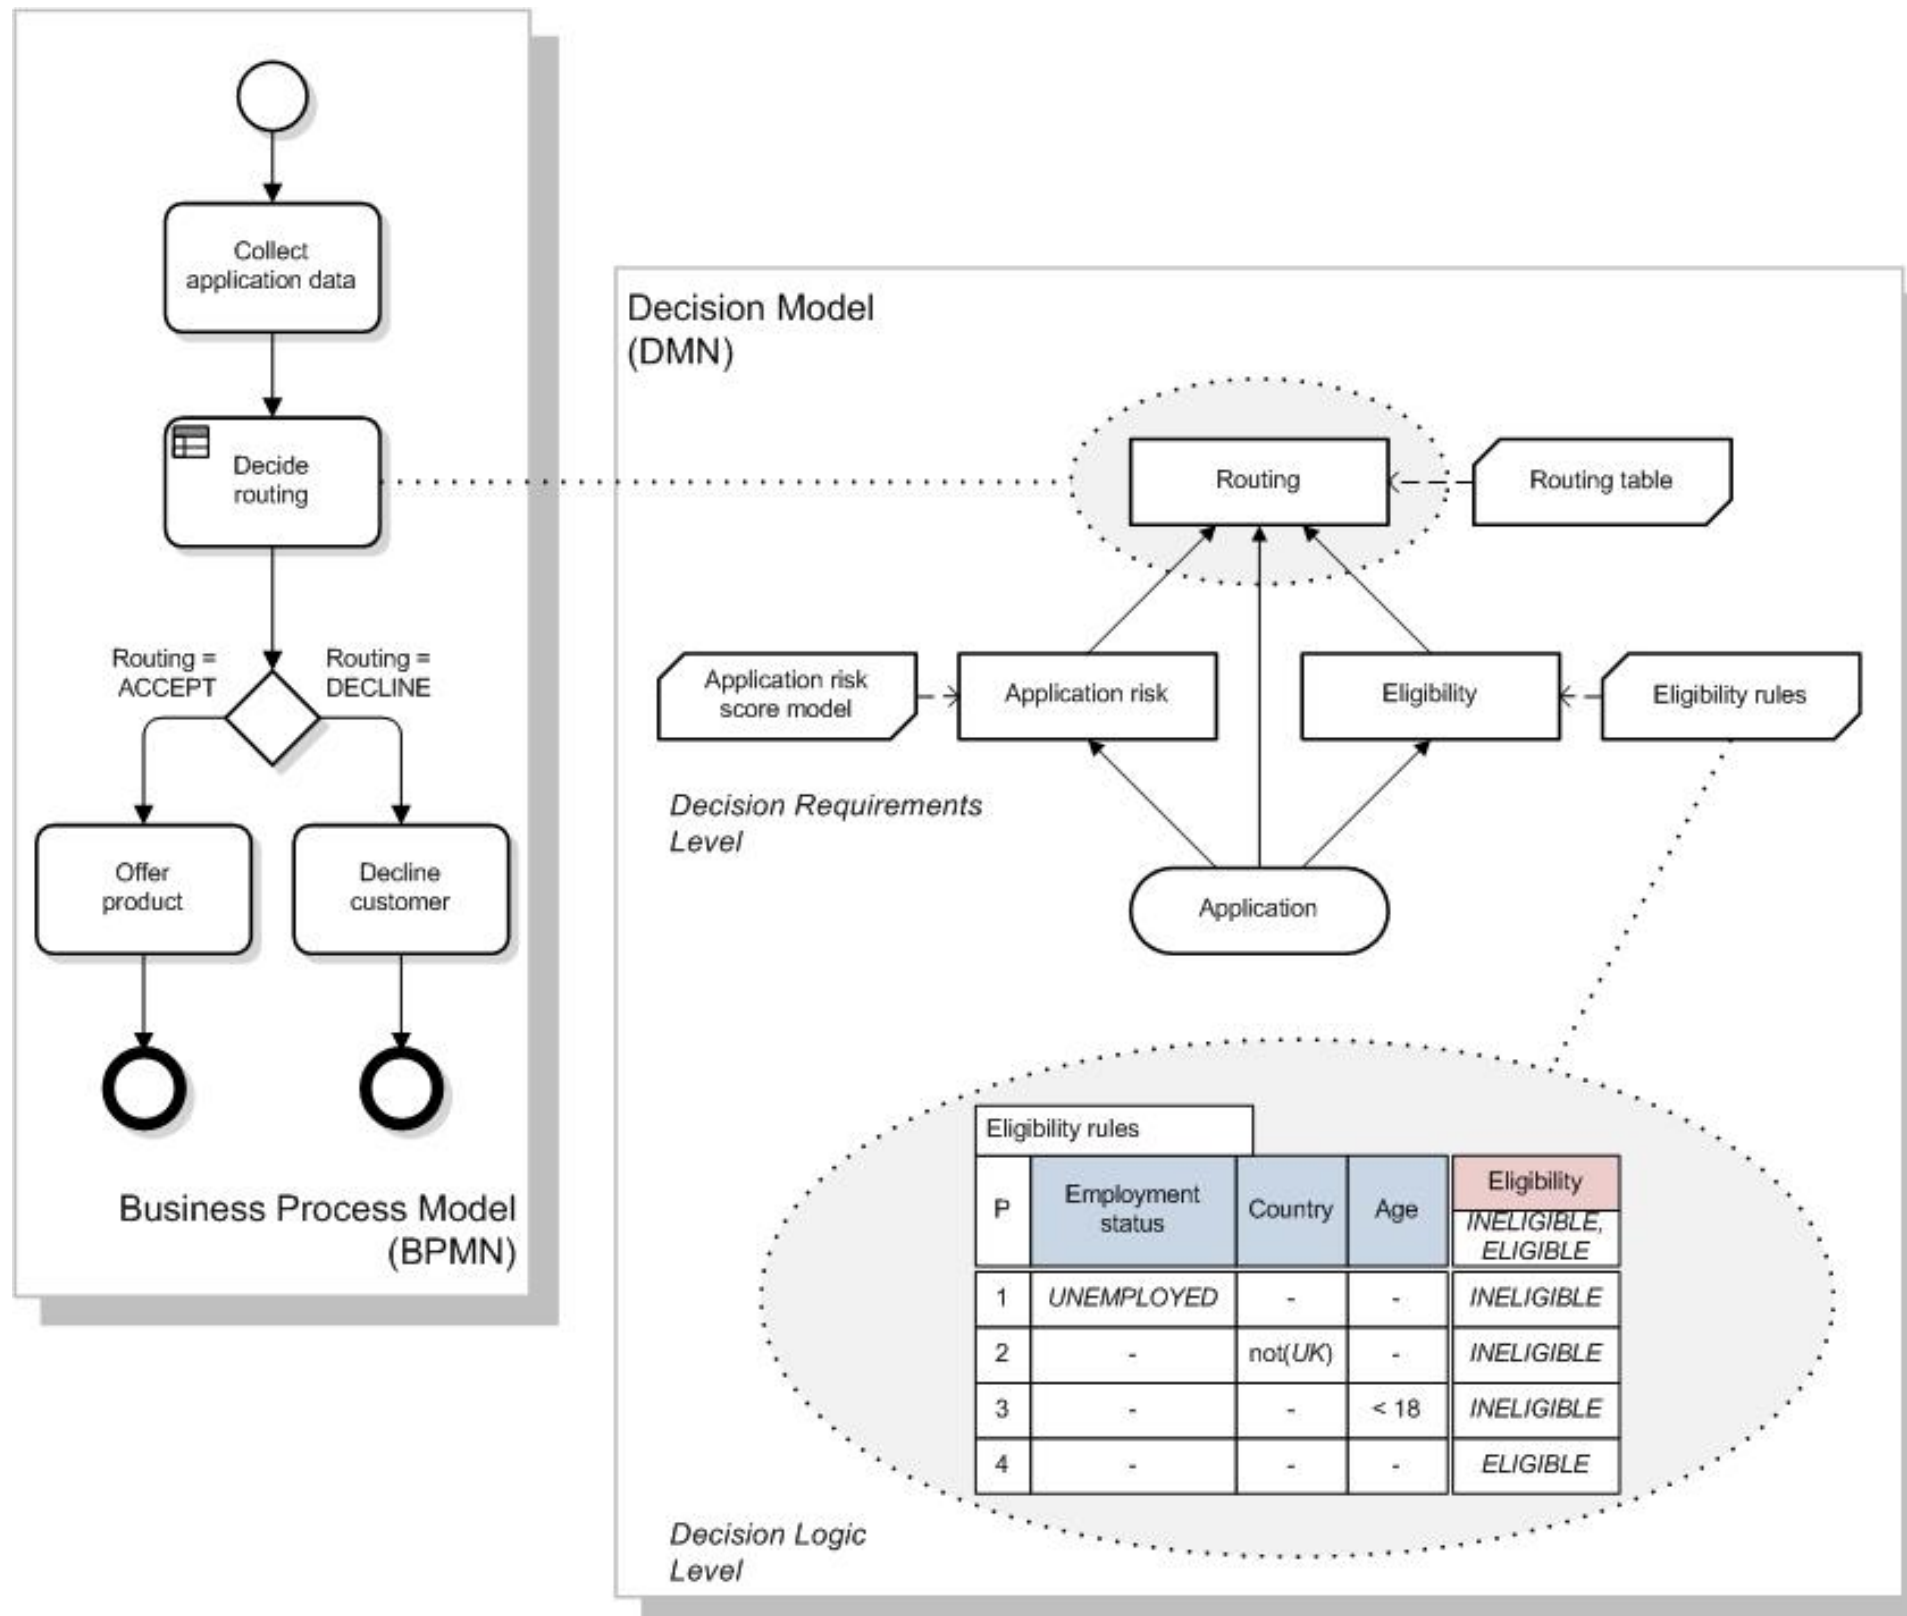 Collect
application data
Decide
routing
Routing =
ACCEPT
Routing =
DECLINE
Offer
product
Decline
customer
Business Process Model
(BPMN)
Decision Model
(DMN)
Routing
Routing table
Application risk
score model
Application risk
Eligibility
Eligibility rules
Decision Requirements
Level
Application
Eligibility rules
P
Employment
status
Country
Age
Eligibility
INELIGIBLE,
ELIGIBLE
1 UNEMPLOYED - - INELIGIBLE
2 - not(UK) - INELIGIBLE
3 - - < 18 INELIGIBLE
4 - - - ELIGIBLE
Decision Logic
Level